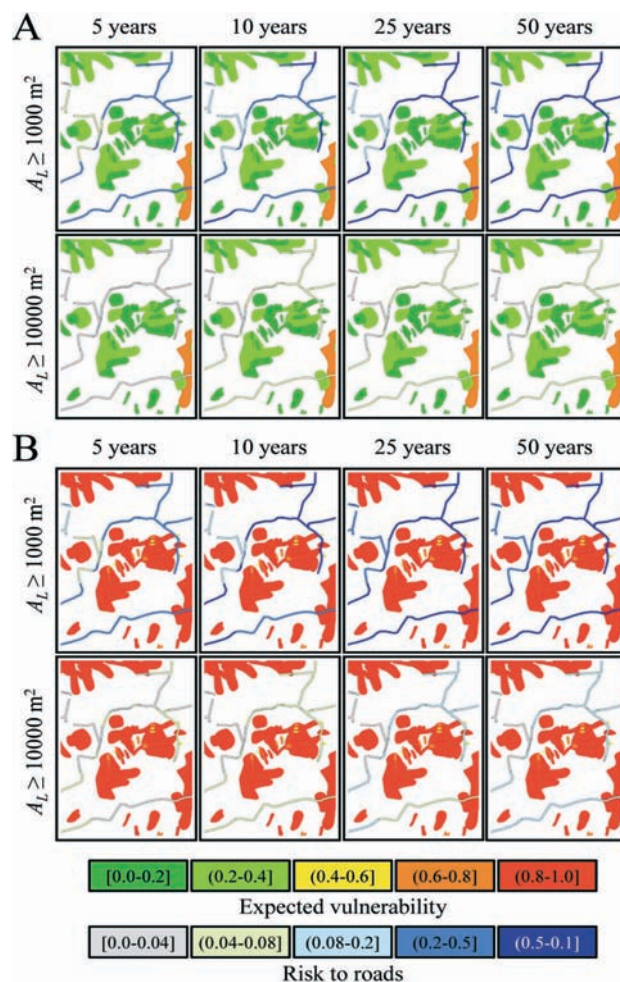 A
5 years 10 years 25 years 50 years
A_L ≥ 1000 m²
A_L ≥ 10000 m²
B
5 years 10 years 25 years 50 years
A_L ≥ 1000 m²
A_L ≥ 10000 m²
[0.0-0.2] (0.2-0.4] (0.4-0.6] (0.6-0.8] (0.8-1.0]
Expected vulnerability
[0.0-0.04] (0.04-0.08] (0.08-0.2] (0.2-0.5] (0.5-0.1]
Risk to roads